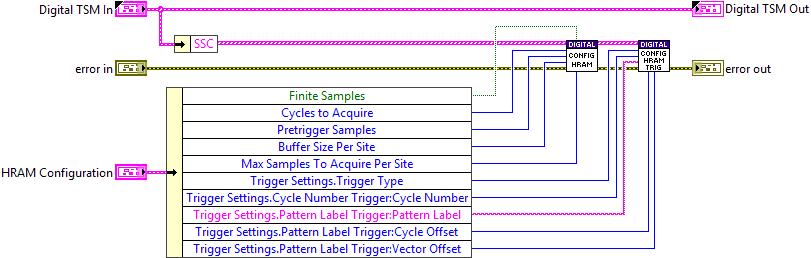 Digital TSM In
Digital TSM Out
SSC
DIGITAL
CONFIG
HRAM
DIGITAL
CONFIG
HRAM
TRIG
error in
error out
Finite Samples
Cycles to Acquire
Pretrigger Samples
Buffer Size Per Site
Max Samples To Acquire Per Site
HRAM Configuration
Trigger Settings.Trigger Type
Trigger Settings.Cycle Number Trigger:Cycle Number
Trigger Settings.Pattern Label Trigger:Pattern Label
Trigger Settings.Pattern Label Trigger:Cycle Offset
Trigger Settings.Pattern Label Trigger:Vector Offset